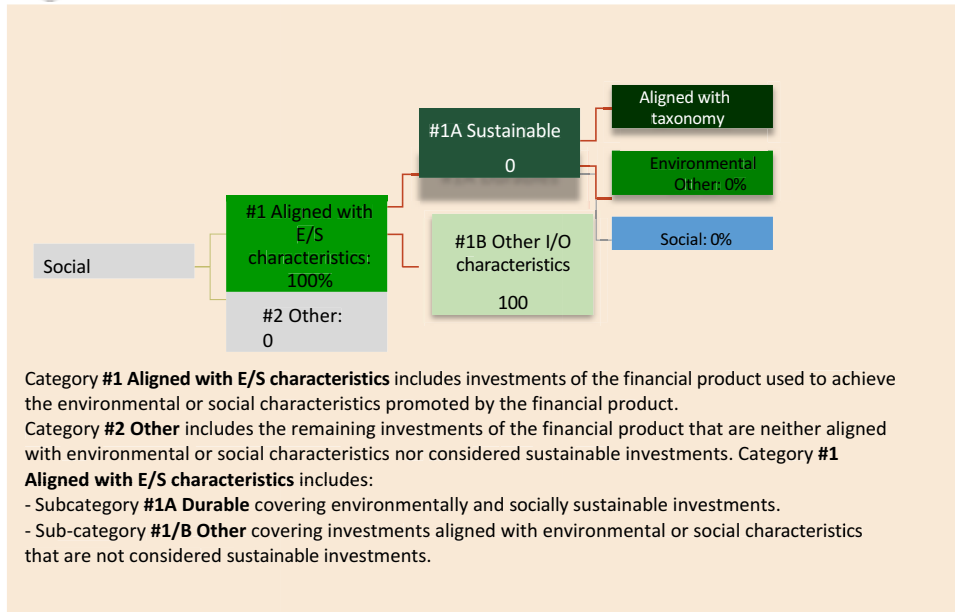 Social
#1 Aligned with
E/S
characteristics:
100%
#2 Other:
0
#1A Sustainable
0
#1B Other I/O
characteristics
100
Aligned with
taxonomy
Environmental
Other: 0%
Social: 0%
Category #1 Aligned with E/S characteristics includes investments of the financial product used to achieve
the environmental or social characteristics promoted by the financial product.
Category #2 Other includes the remaining investments of the financial product that are neither aligned
with environmental or social characteristics nor considered sustainable investments. Category #1
Aligned with E/S characteristics includes:
- Subcategory #1A Durable covering environmentally and socially sustainable investments.
- Sub-category #1/B Other covering investments aligned with environmental or social characteristics
that are not considered sustainable investments.